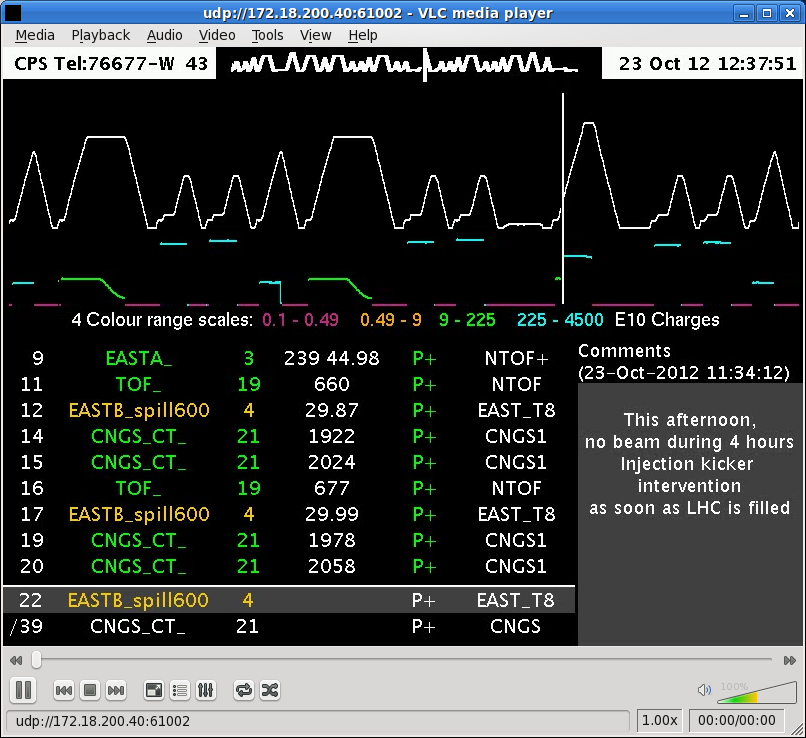 udp://172.18.200.40:61002 - VLC media player
Media Playback Audio Video Tools View Help
CPS Tel:76677-W 43
23 Oct 12 12:37:51
4 Colour range scales: 0.1 - 0.49 0.49 - 9 9 - 225 225 - 4500 E10 Charges
9 EASTA_ 3 239 44.98 P+ NTOF+
11 TOF_ 19 660 P+ NTOF
12 EASTB_spill600 4 29.87 P+ EAST_T8
14 CNGS_CT_ 21 1922 P+ CNGS1
15 CNGS_CT_ 21 2024 P+ CNGS1
16 TOF_ 19 677 P+ NTOF
17 EASTB_spill600 4 29.99 P+ EAST_T8
19 CNGS_CT_ 21 1978 P+ CNGS1
20 CNGS_CT_ 21 2058 P+ CNGS1
22 EASTB_spill600 4 P+ EAST_T8
/39 CNGS_CT_ 21 P+ CNGS
Comments
(23-Oct-2012 11:34:12)
This afternoon,
no beam during 4 hours
Injection kicker
intervention
as soon as LHC is filled
100%
udp://172.18.200.40:61002
1.00x
00:00/00:00